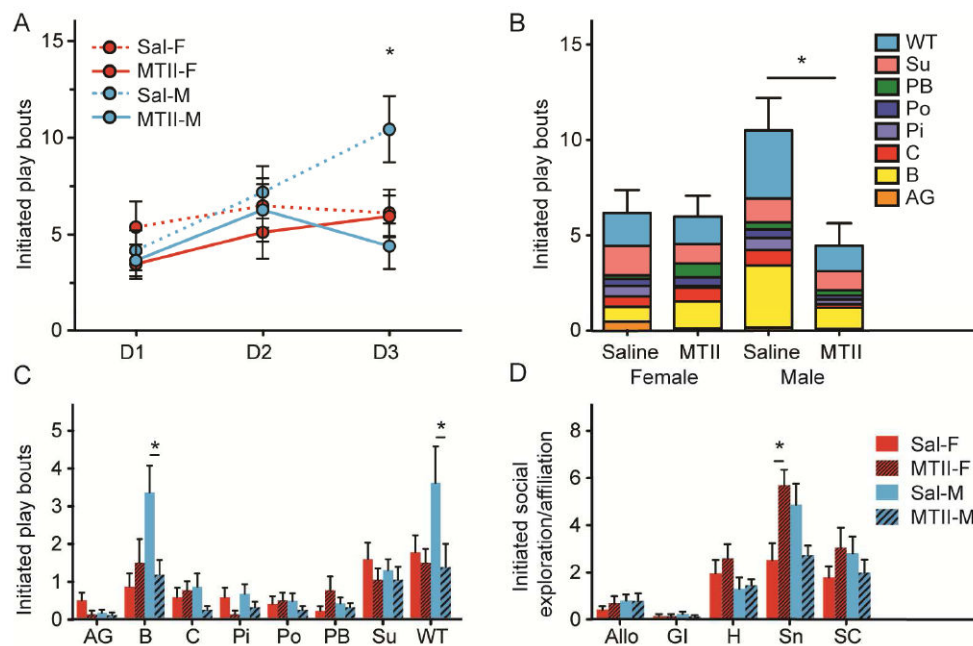 A
Initiated play bouts
15
10
5
0
Sal-F
MTII-F
Sal-M
MTII-M
*
D1 D2 D3
B
Initiated play bouts
15
10
5
0
*
WT
Su
PB
Po
Pi
C
B
AG
Saline MTII Saline MTII
Female Male
C
Initiated play bouts
5
4
3
2
1
0
* *
AG B C Pi Po PB Su WT
D
Initiated social
exploration/affiliation
8
6
4
2
0
*
Sal-F
MTII-F
Sal-M
MTII-M
Allo GI H Sn SC